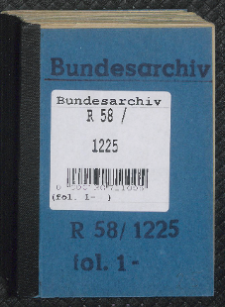 Bundesarchiv
Bundesarchiv
R 58 /
1225
(fol. 1- )
R 58/1225
fol. 1-